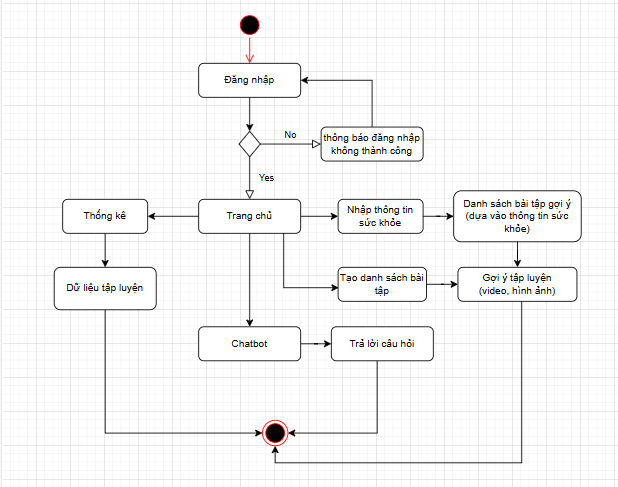 Đăng nhập
No
thông báo đăng nhập
không thành công
Yes
Thống kê
Trang chủ
Nhập thông tin
sức khỏe
Danh sách bài tập gợi ý
(dựa vào thông tin sức
khỏe)
Dữ liệu tập luyện
Tạo danh sách bài
tập
Gợi ý tập luyện
(video, hình ảnh)
Chatbot
Trả lời câu hỏi